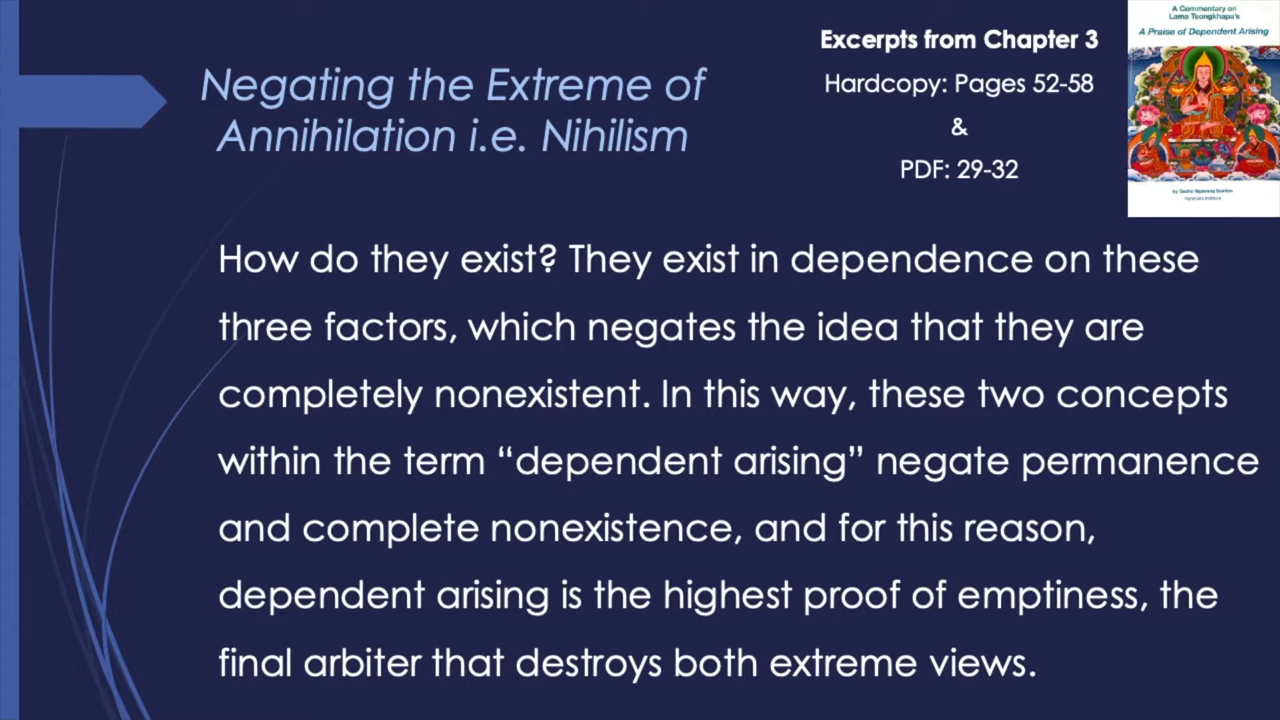 Negating the Extreme of
Annihilation i.e. Nihilism
Excerpts from Chapter 3
Hardcopy: Pages 52-58
&
PDF: 29-32
A Commentary on
Lama Tsongkhapa's
A Praise of Dependent Arising
How do they exist? They exist in dependence on these
three factors, which negates the idea that they are
completely nonexistent. In this way, these two concepts
within the term “dependent arising” negate permanence
and complete nonexistence, and for this reason,
dependent arising is the highest proof of emptiness, the
final arbiter that destroys both extreme views.